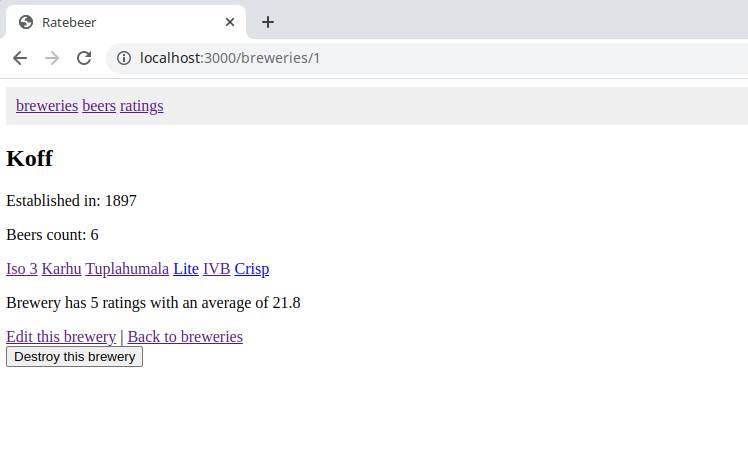 Ratebeer
localhost:3000/breweries/1
breweries beers ratings
Koff
Established in: 1897
Beers count: 6
Iso 3 Karhu Tuplahumala Lite IVB Crisp
Brewery has 5 ratings with an average of 21.8
Edit this brewery | Back to breweries
Destroy this brewery